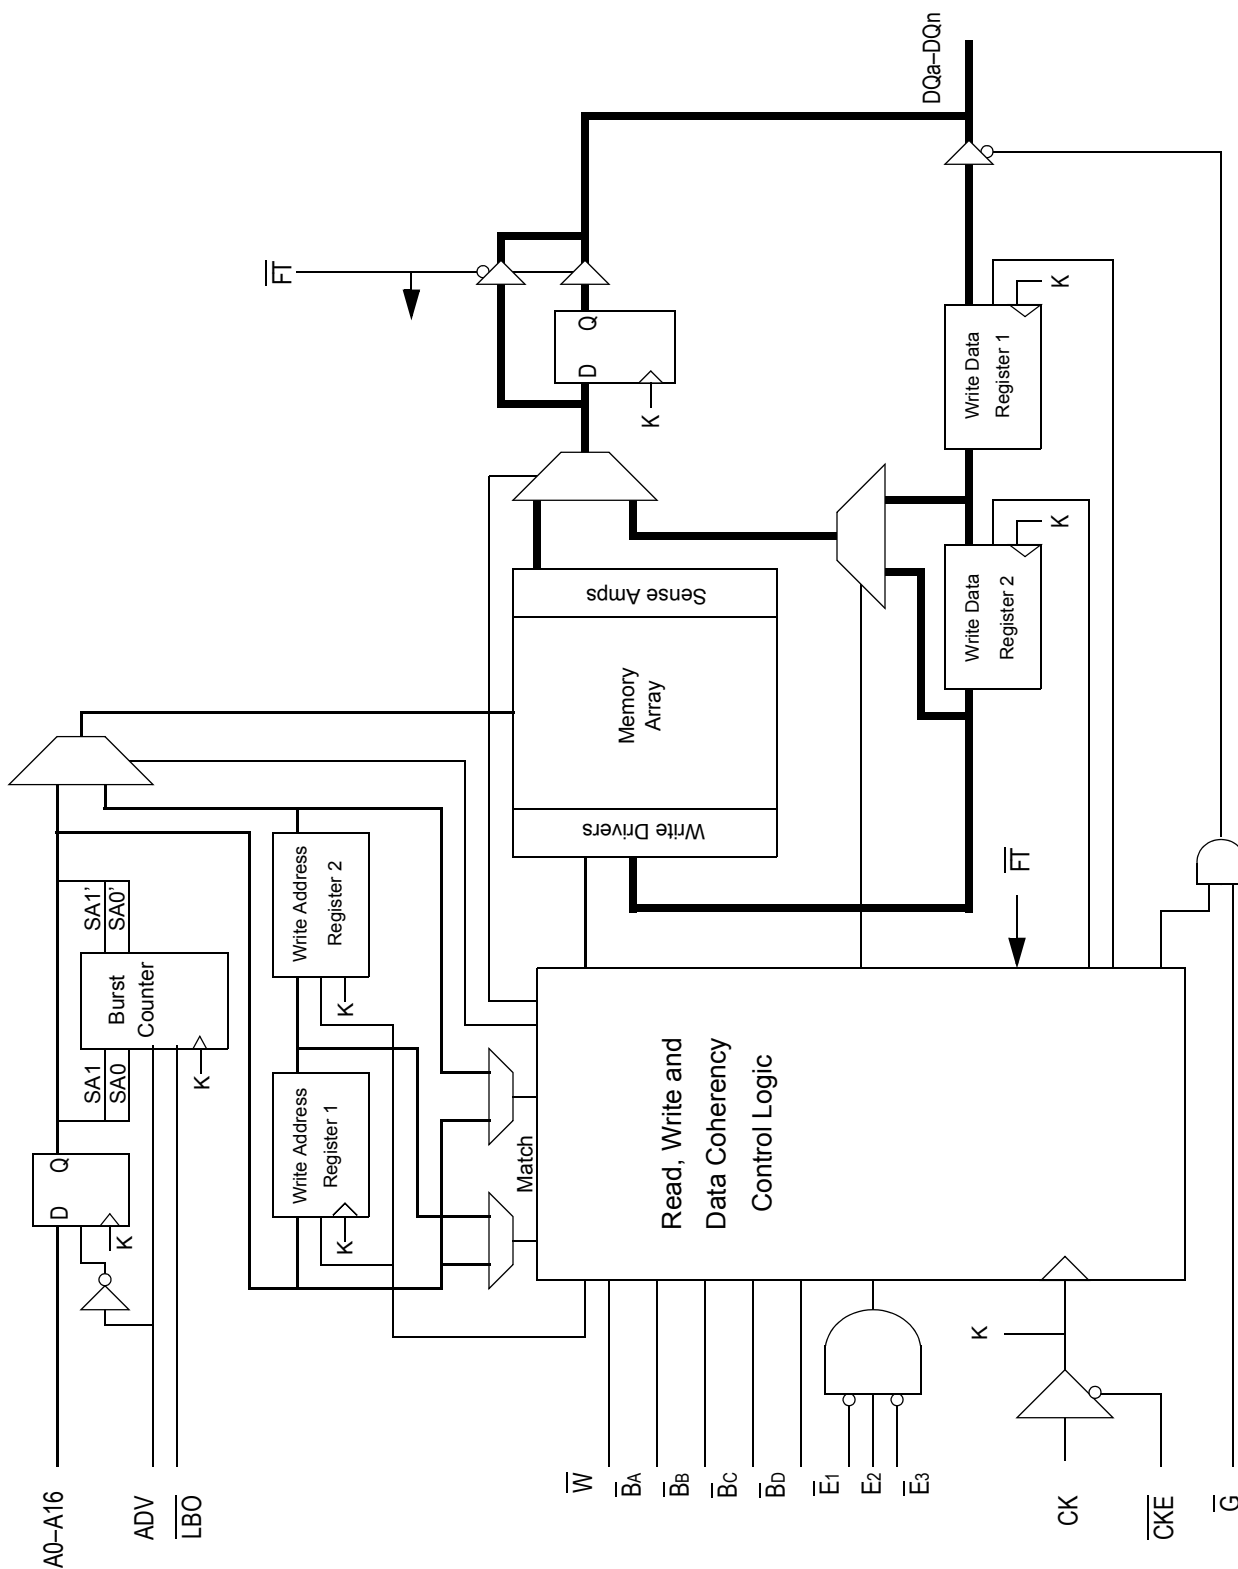 A0–A16
ADV
LBO
W
BA
BB
BC
BD
E1
E2
E3
CK
CKE
G
D
Q
K
SA1
SA0
Burst
Counter
SA1'
SA0'
K
Write Address
Register 1
K
Write Address
Register 2
K
Match
Read, Write and
Data Coherency
Control Logic
K
FT
Write Drivers
Memory
Array
Sense Amps
D
Q
K
FT
Write Data
Register 2
K
Write Data
Register 1
K
DQa–DQn